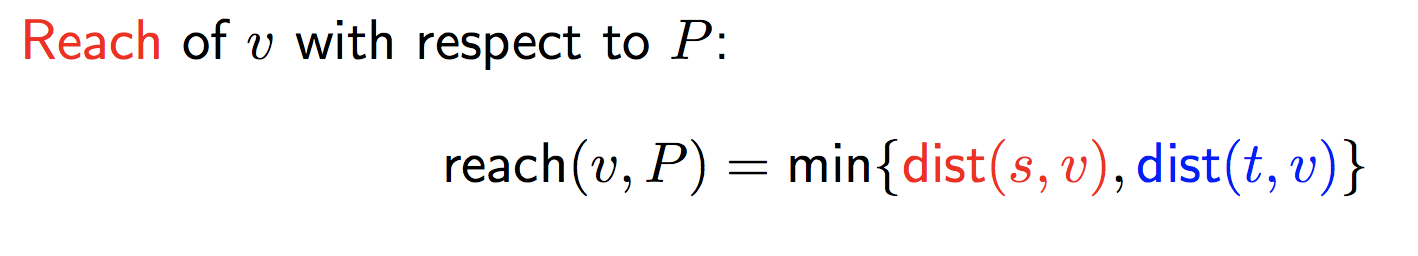 Reach of v with respect to P:
reach(v, P) = min{dist(s, v), dist(t, v)}